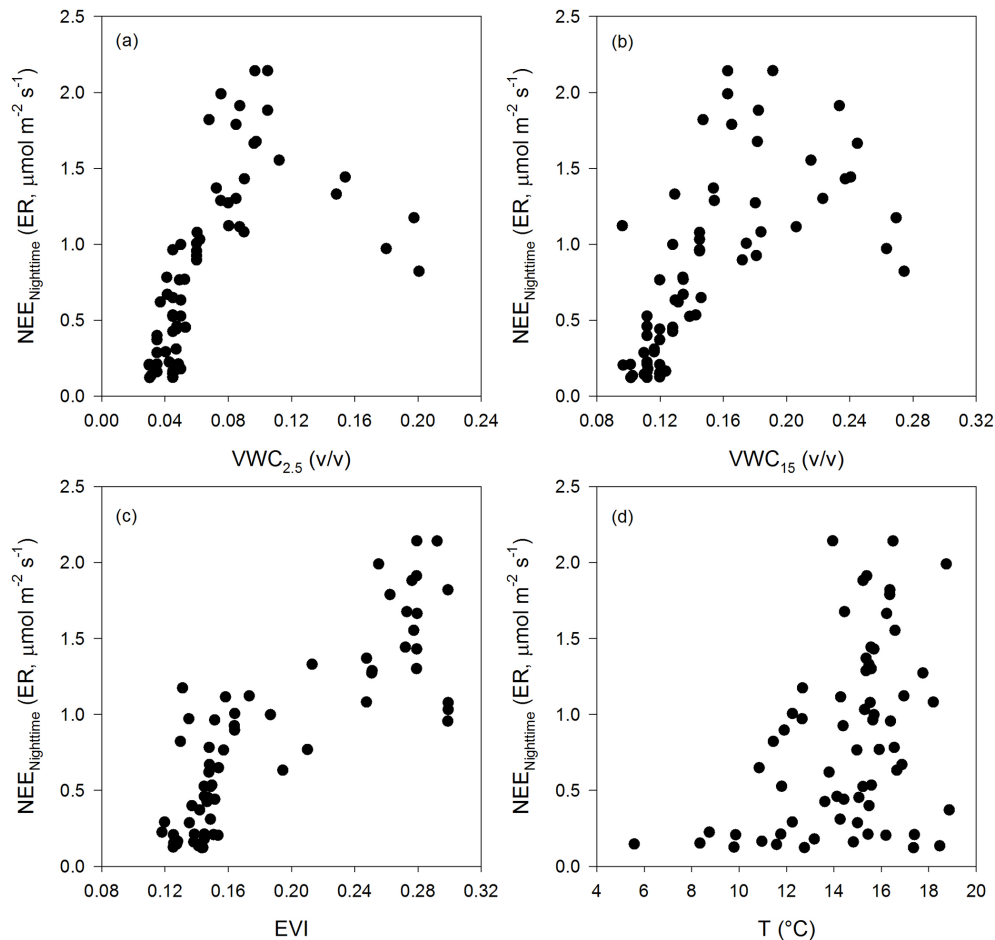 (a)
NEE_Nighttime (ER, μmol m^-2 s^-1)
2.5
2.0
1.5
1.0
0.5
0.0
0.00 0.04 0.08 0.12 0.16 0.20 0.24
VWC_2.5 (v/v)
(b)
NEE_Nighttime (ER, μmol m^-2 s^-1)
2.5
2.0
1.5
1.0
0.5
0.0
0.08 0.12 0.16 0.20 0.24 0.28 0.32
VWC_15 (v/v)
(c)
NEE_Nighttime (ER, μmol m^-2 s^-1)
2.5
2.0
1.5
1.0
0.5
0.0
0.08 0.12 0.16 0.20 0.24 0.28 0.32
EVI
(d)
NEE_Nighttime (ER, μmol m^-2 s^-1)
2.5
2.0
1.5
1.0
0.5
0.0
4 6 8 10 12 14 16 18 20
T (°C)